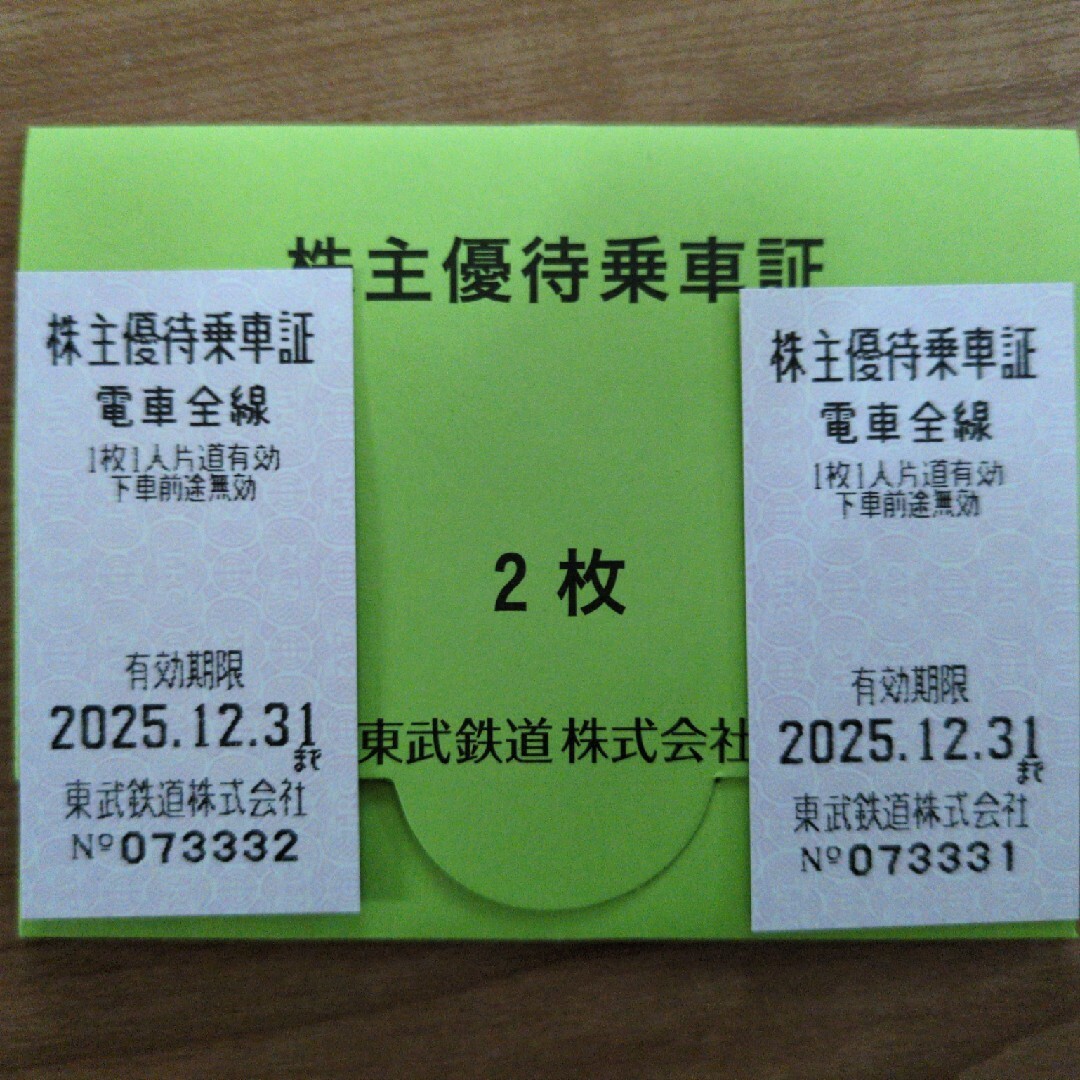 株主優待乗車証
2枚
東武鉄道株式会社
株主優待乗車証
電車全線
1枚1人片道有効
下車前途無効
有効期限
2025.12.31まで
東武鉄道株式会社
Nº073332
株主優待乗車証
電車全線
1枚1人片道有効
下車前途無効
有効期限
2025.12.31まで
東武鉄道株式会社
Nº073331